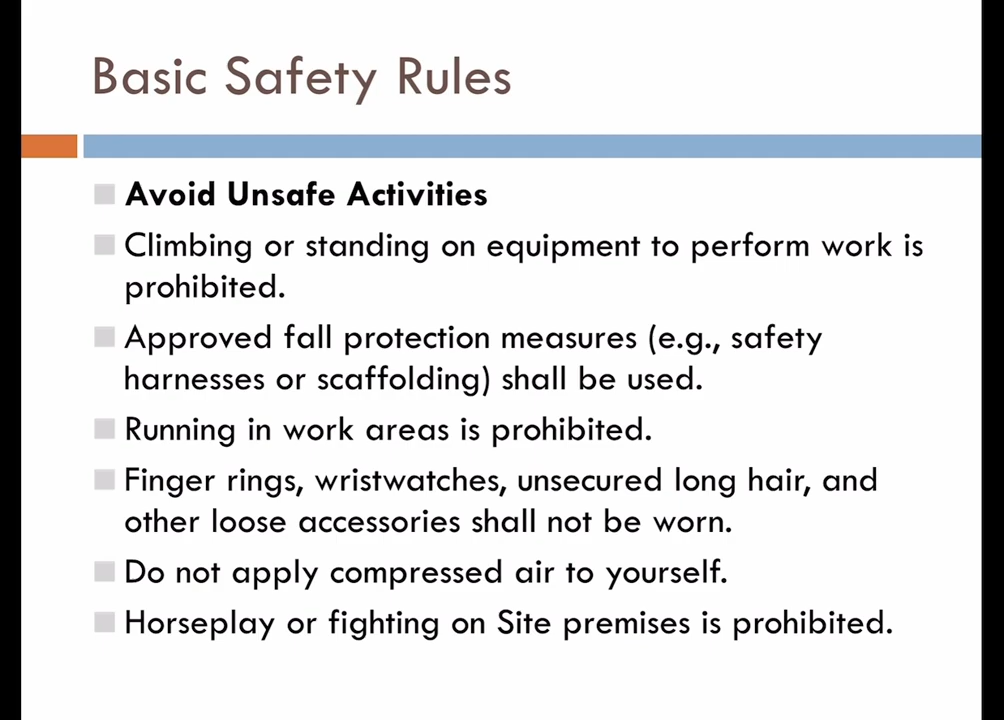 Basic Safety Rules
Avoid Unsafe Activities
Climbing or standing on equipment to perform work is
prohibited.
Approved fall protection measures (e.g., safety
harnesses or scaffolding) shall be used.
Running in work areas is prohibited.
Finger rings, wristwatches, unsecured long hair, and
other loose accessories shall not be worn.
Do not apply compressed air to yourself.
Horseplay or fighting on Site premises is prohibited.